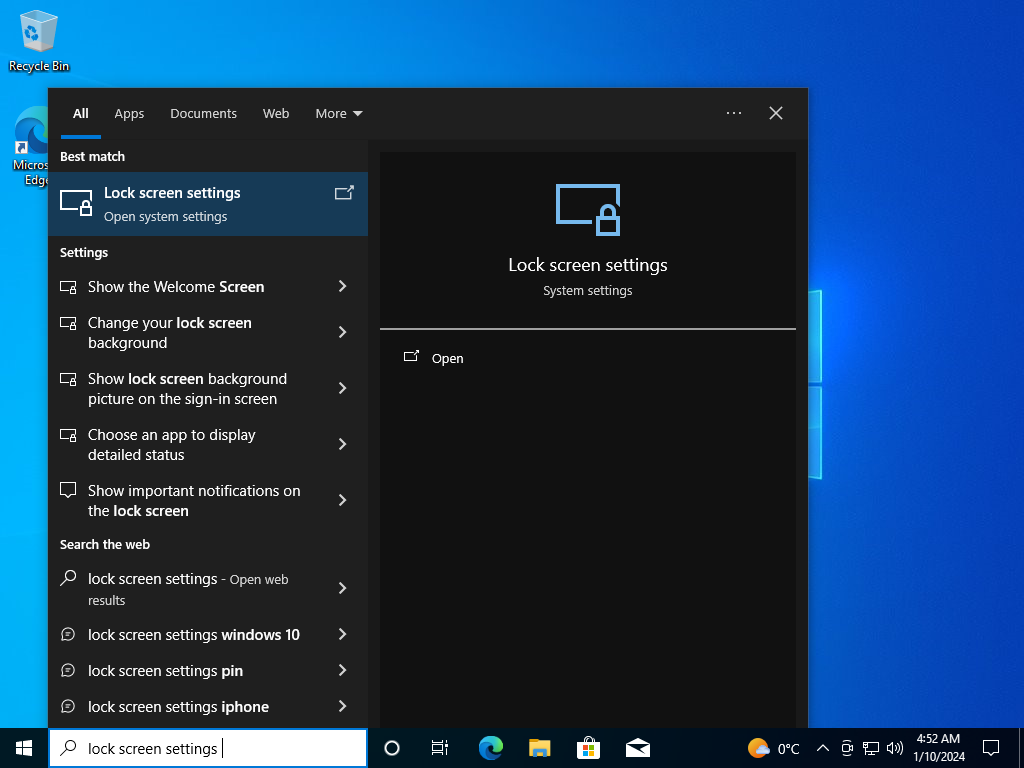 Recycle Bin
Micros
Edge
All Apps Documents Web More
Best match
Lock screen settings
Open system settings
Settings
Show the Welcome Screen
Change your lock screen
background
Show lock screen background
picture on the sign-in screen
Choose an app to display
detailed status
Show important notifications on
the lock screen
Search the web
lock screen settings - Open web
results
lock screen settings windows 10
lock screen settings pin
lock screen settings iphone
Lock screen settings
System settings
Open
lock screen settings
0°C
4:52 AM
1/10/2024